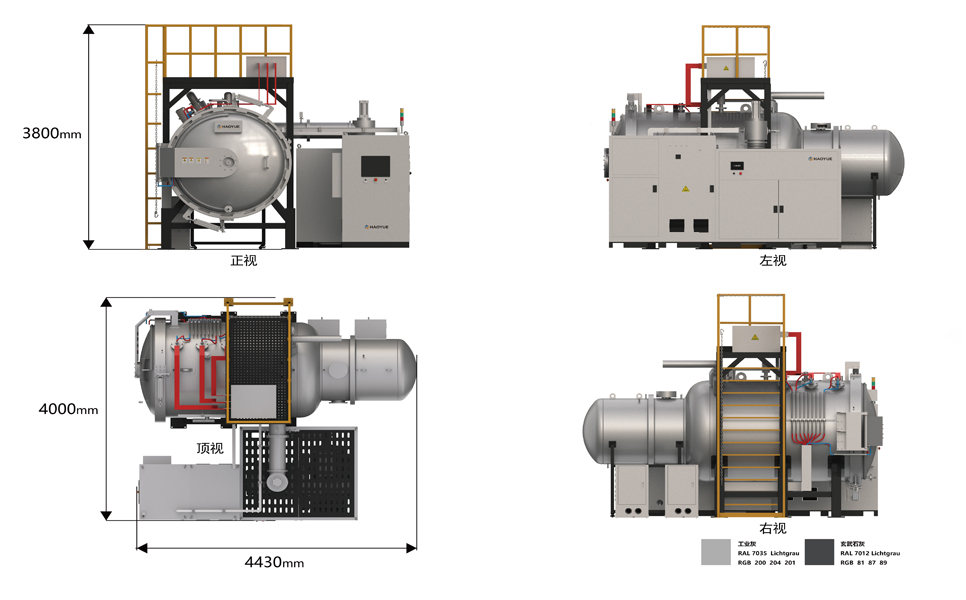 3800mm
HAOYUE
HAOYUE
正视
HAOYUE
左视
4000mm
顶视
4430mm
右视
工业灰
RAL 7035 Lichtgrau
RGB 200 204 201
玄武石灰
RAL 7012 Lichtgrau
RGB 81 87 89